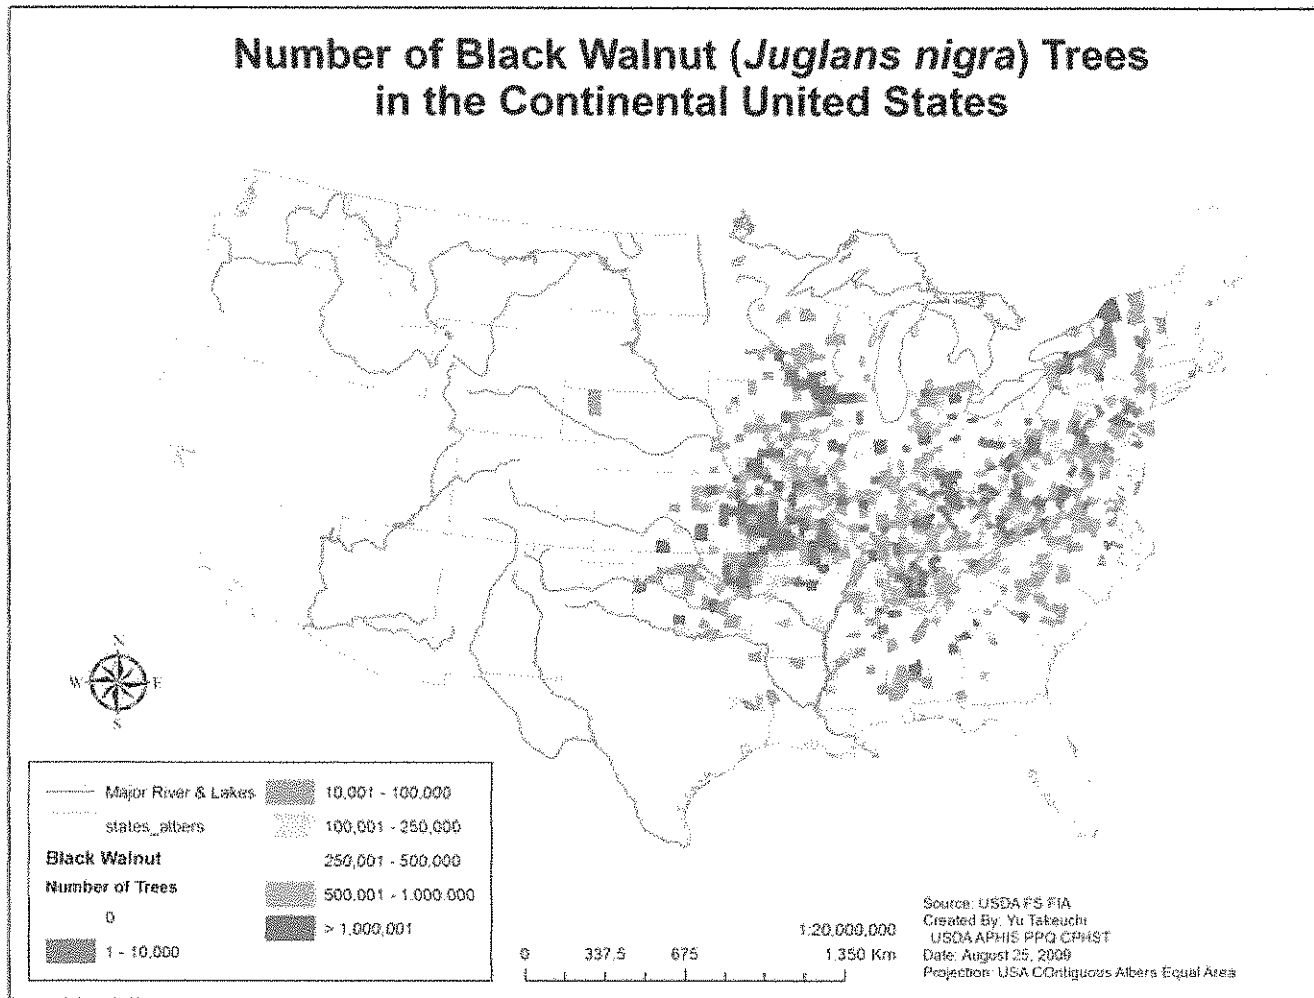 Number of Black Walnut (Juglans nigra) Trees
in the Continental United States
N
W E
S
Major River & Lakes
states_albers
Black Walnut
Number of Trees
0
1 - 10,000
10,001 - 100,000
100,001 - 250,000
250,001 - 500,000
500,001 - 1,000,000
> 1,000,001
1:20,000,000
0 337.5 675 1,350 Km
Source: USDA FS FIA
Created By: Yu Takeuchi
USDA APHIS PPQ CPHST
Date: August 25, 2009
Projection: USA COntiguous Albers Equal Area